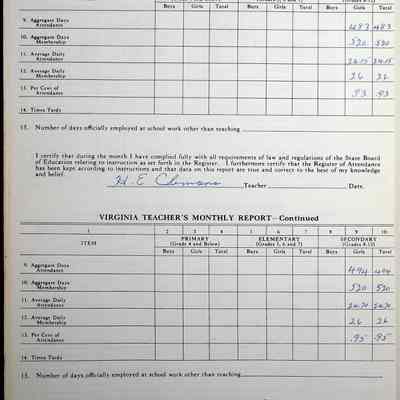 Boys Girls Total Boys Girls Total Boys Girls Total
9. Aggregate Days Attendance 483 483
10. Aggregate Days Membership 520 520
11. Average Daily Attendance 24.15 24.15
12. Average Daily Membership 26 26
13. Per Cent of Attendance .93 .93
14. Times Tardy
15. Number of days officially employed at school work other than teaching
I certify that during the month I have complied fully with all requirements of law and regulations of the State Board
of Education relating to instruction as set forth in the Register. I furthermore certify that the Register of Attendance
has been kept according to instructions and that data on this report are true and correct to the best of my knowledge
and belief.
H. E. Clemens Teacher Date.
VIRGINIA TEACHER'S MONTHLY REPORT—Continued
1 2 3 4 5 6 7 8 9 10
ITEM PRIMARY (Grade 4 and Below) ELEMENTARY (Grades 5, 6 and 7) SECONDARY (Grades 8-12)
Boys Girls Total Boys Girls Total Boys Girls Total
9. Aggregate Days Attendance 494 494
10. Aggregate Days Membership 520 520
11. Average Daily Attendance 24.70 24.70
12. Average Daily Membership 26 26
13. Per Cent of Attendance .95 .95
14. Times Tardy
15. Number of days officially employed at school work other than teaching